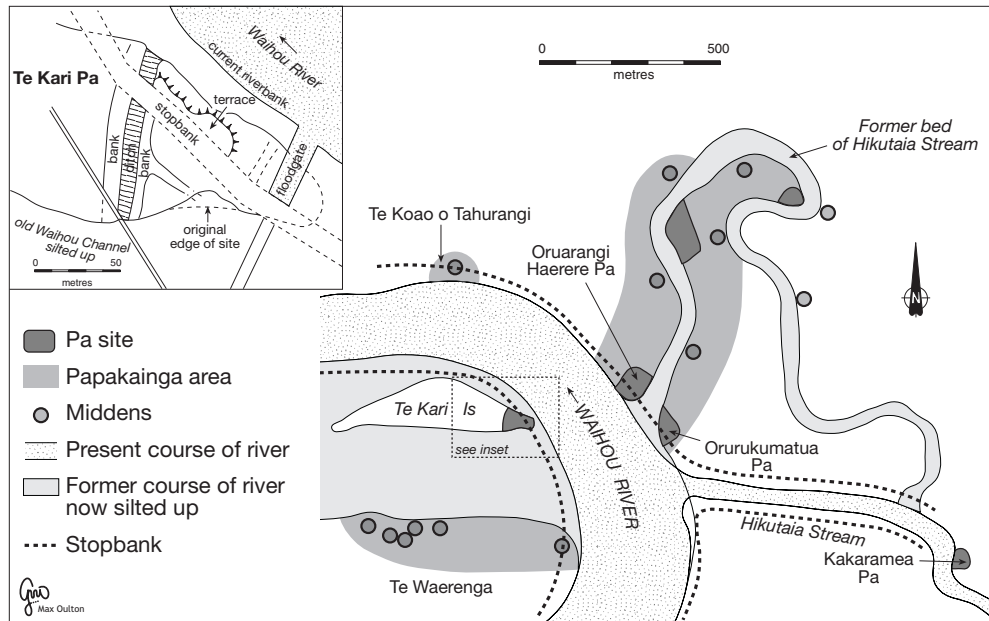 Te Kari Pa
Waihou River
current riverbank
terrace
stopbank
bank
ditch
bank
floodgate
original
edge of site
old Waihou Channel
silted up
0 50
metres
0 500
metres
Former bed
of Hikutaia Stream
Te Koao o Tahurangi
Oruarangi
Haerere Pa
N
Pa site
Papakainga area
Middens
Present course of river
Former course of river
now silted up
Stopbank
Te Kari Is
see inset
WAIHOU RIVER
Orurukumatua
Pa
Hikutaia Stream
Kakaramea
Pa
Te Waerenga
Max Oulton